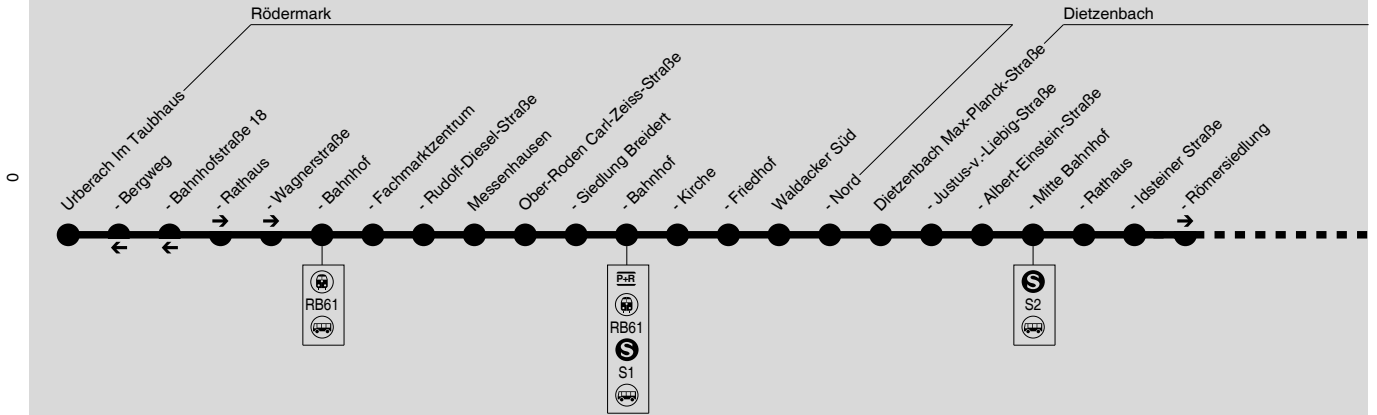 Rödermark
Dietzenbach
0
Urberach Im Taubhaus
- Bergweg
- Bahnhofstraße 18
- Rathaus
- Wagnerstraße
- Bahnhof
- Fachmarktzentrum
- Rudolf-Diesel-Straße
Messenhausen
Ober-Roden Carl-Zeiss-Straße
- Siedlung Breidert
- Bahnhof
- Kirche
- Friedhof
Waldacker Süd
- Nord
Dietzenbach Max-Planck-Straße
- Justus-v.-Liebig-Straße
- Albert-Einstein-Straße
- Mitte Bahnhof
- Rathaus
- Idsteiner Straße
- Römersiedlung
RB61
P+R
RB61
S
S1
S
S2